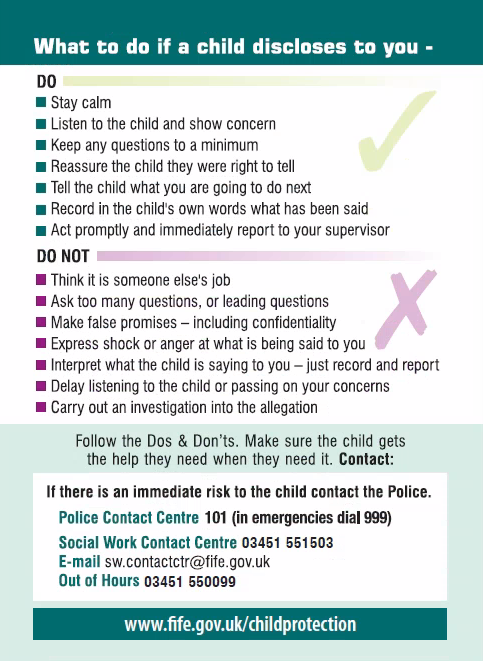 What to do if a child discloses to you -
DO
Stay calm
Listen to the child and show concern
Keep any questions to a minimum
Reassure the child they were right to tell
Tell the child what you are going to do next
Record in the child's own words what has been said
Act promptly and immediately report to your supervisor
DO NOT
Think it is someone else's job
Ask too many questions, or leading questions
Make false promises – including confidentiality
Express shock or anger at what is being said to you
Interpret what the child is saying to you – just record and report
Delay listening to the child or passing on your concerns
Carry out an investigation into the allegation
Follow the Dos & Don'ts. Make sure the child gets
the help they need when they need it. Contact:
If there is an immediate risk to the child contact the Police.
Police Contact Centre 101 (in emergencies dial 999)
Social Work Contact Centre 03451 551503
E-mail sw.contactctr@fife.gov.uk
Out of Hours 03451 550099
www.fife.gov.uk/childprotection